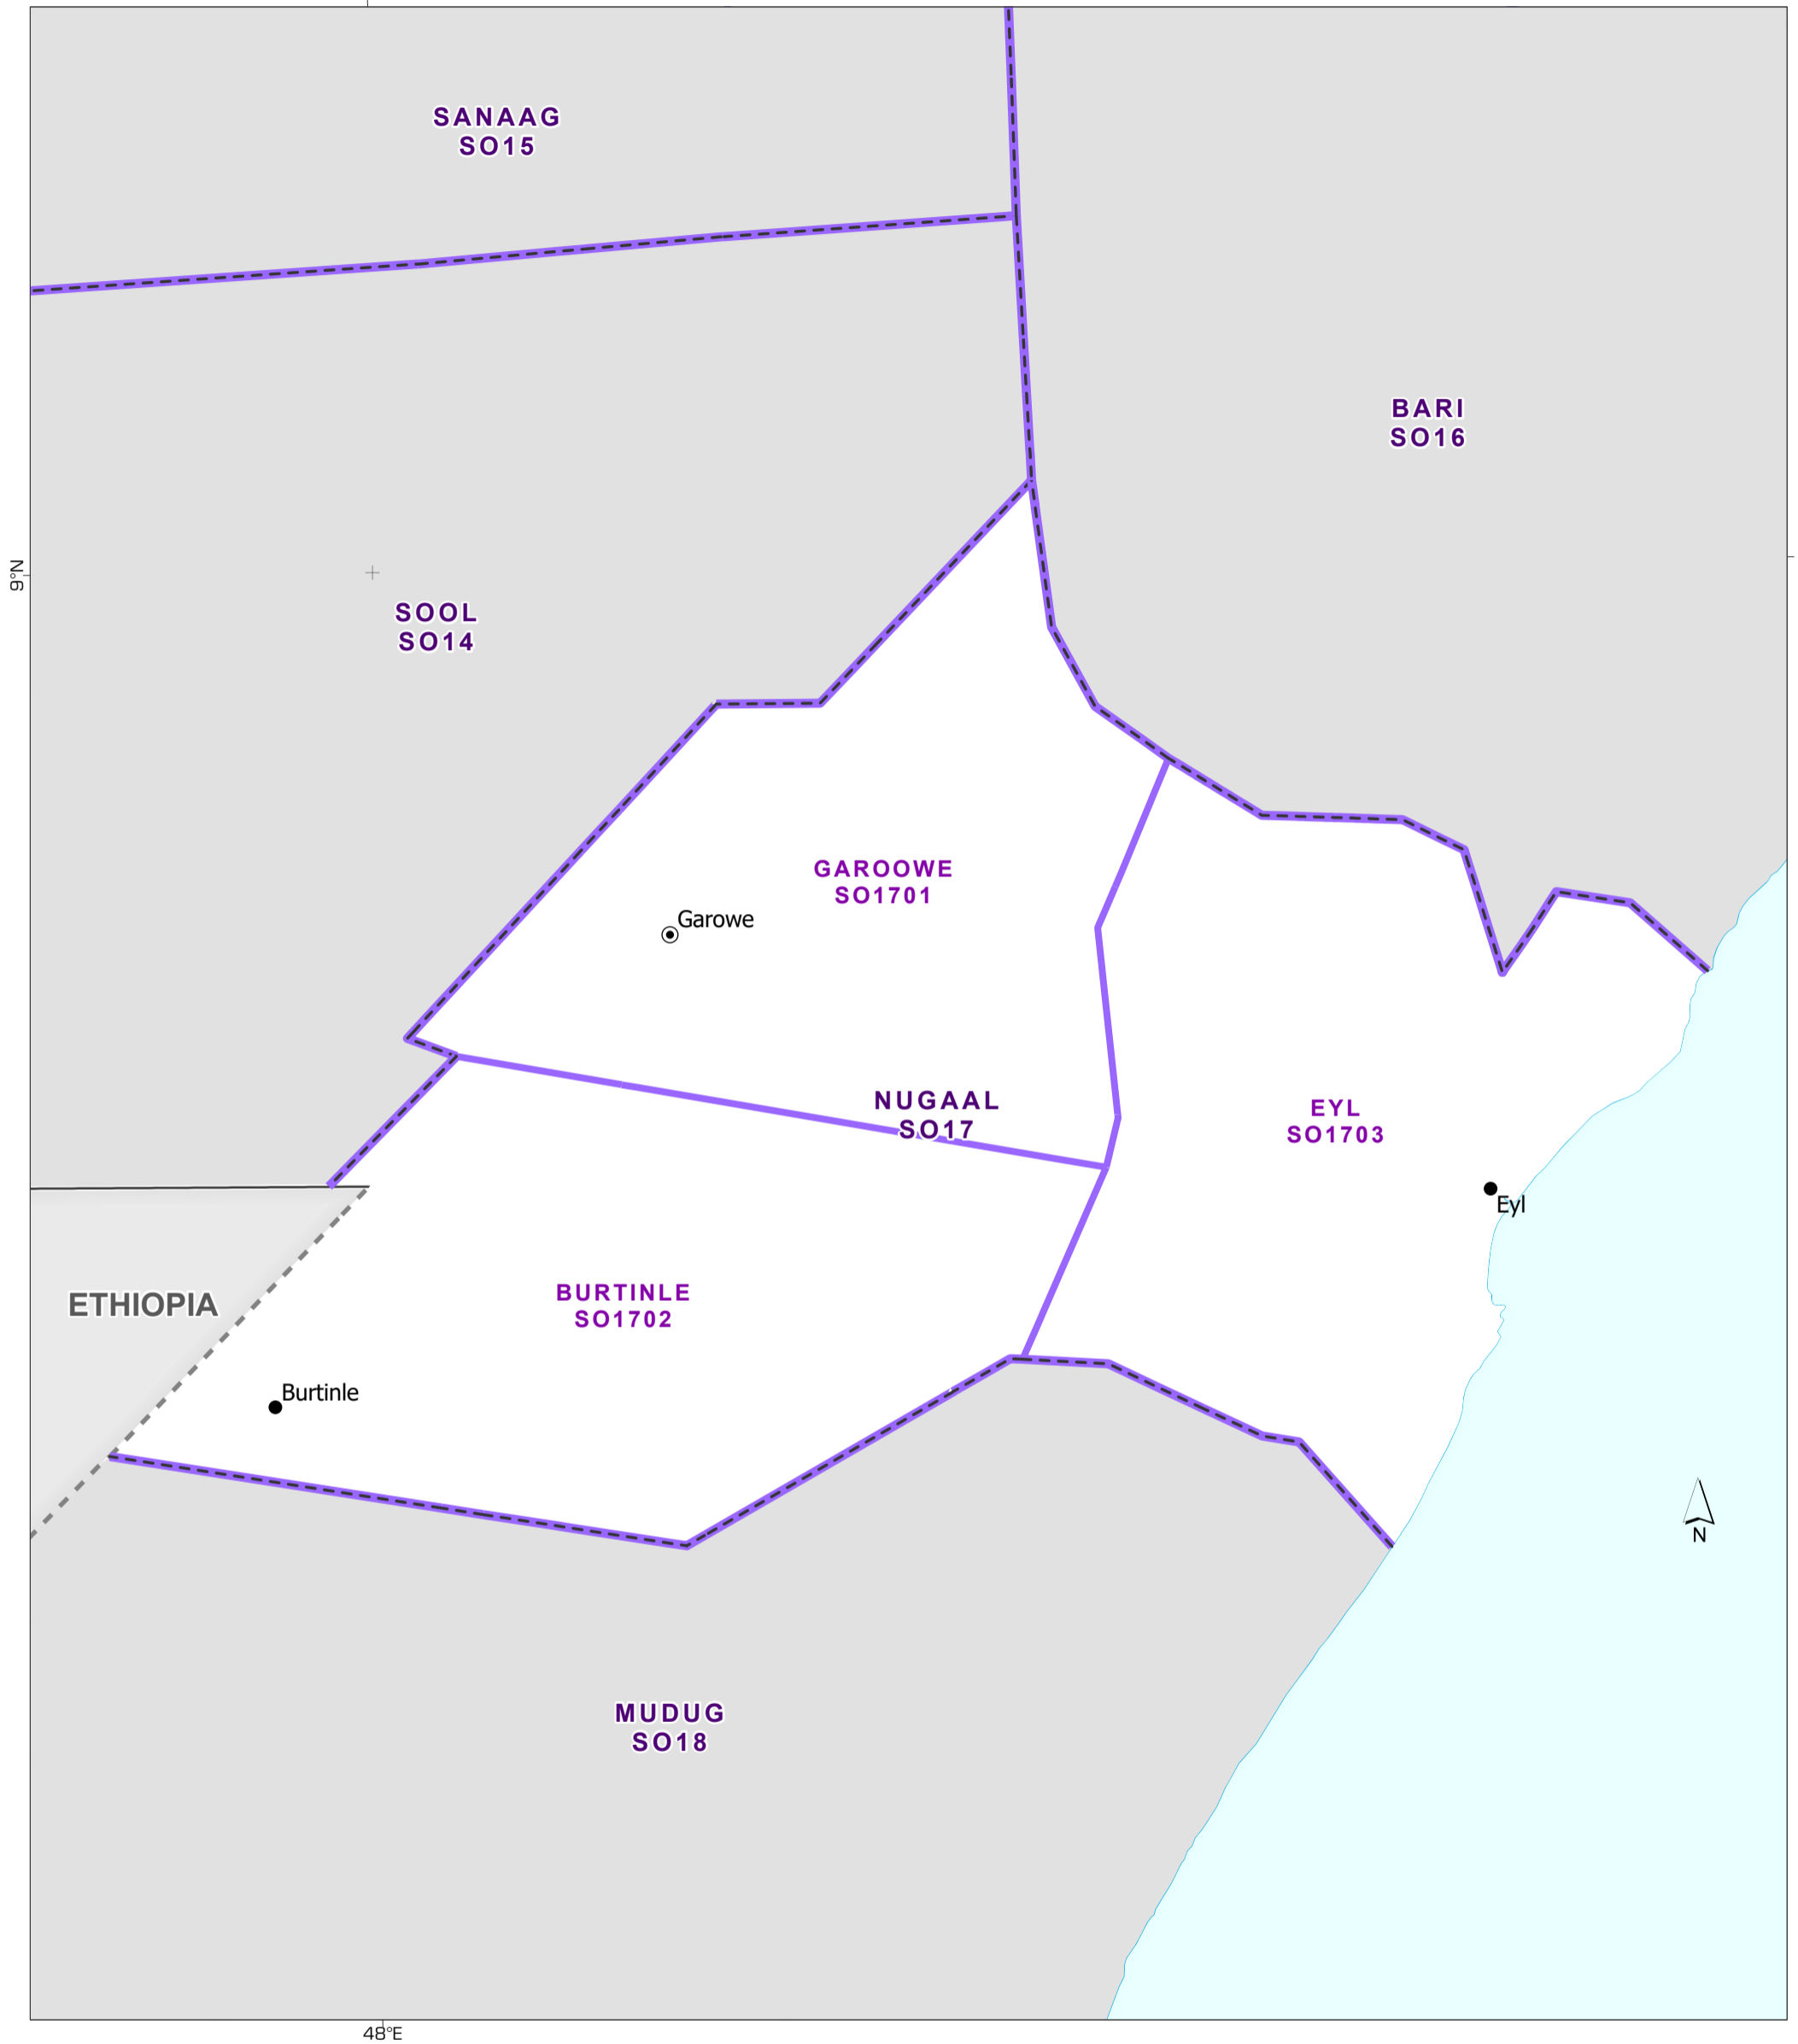 SANAAG
SO15
BARI
SO16
9°N
SOOL
SO14
GAROOWE
SO1701
Garowe
NUGAAL
SO17
EYL
SO1703
Eyl
ETHIOPIA
BURTINLE
SO1702
Burtinle
N
MUDUG
SO18
48°E